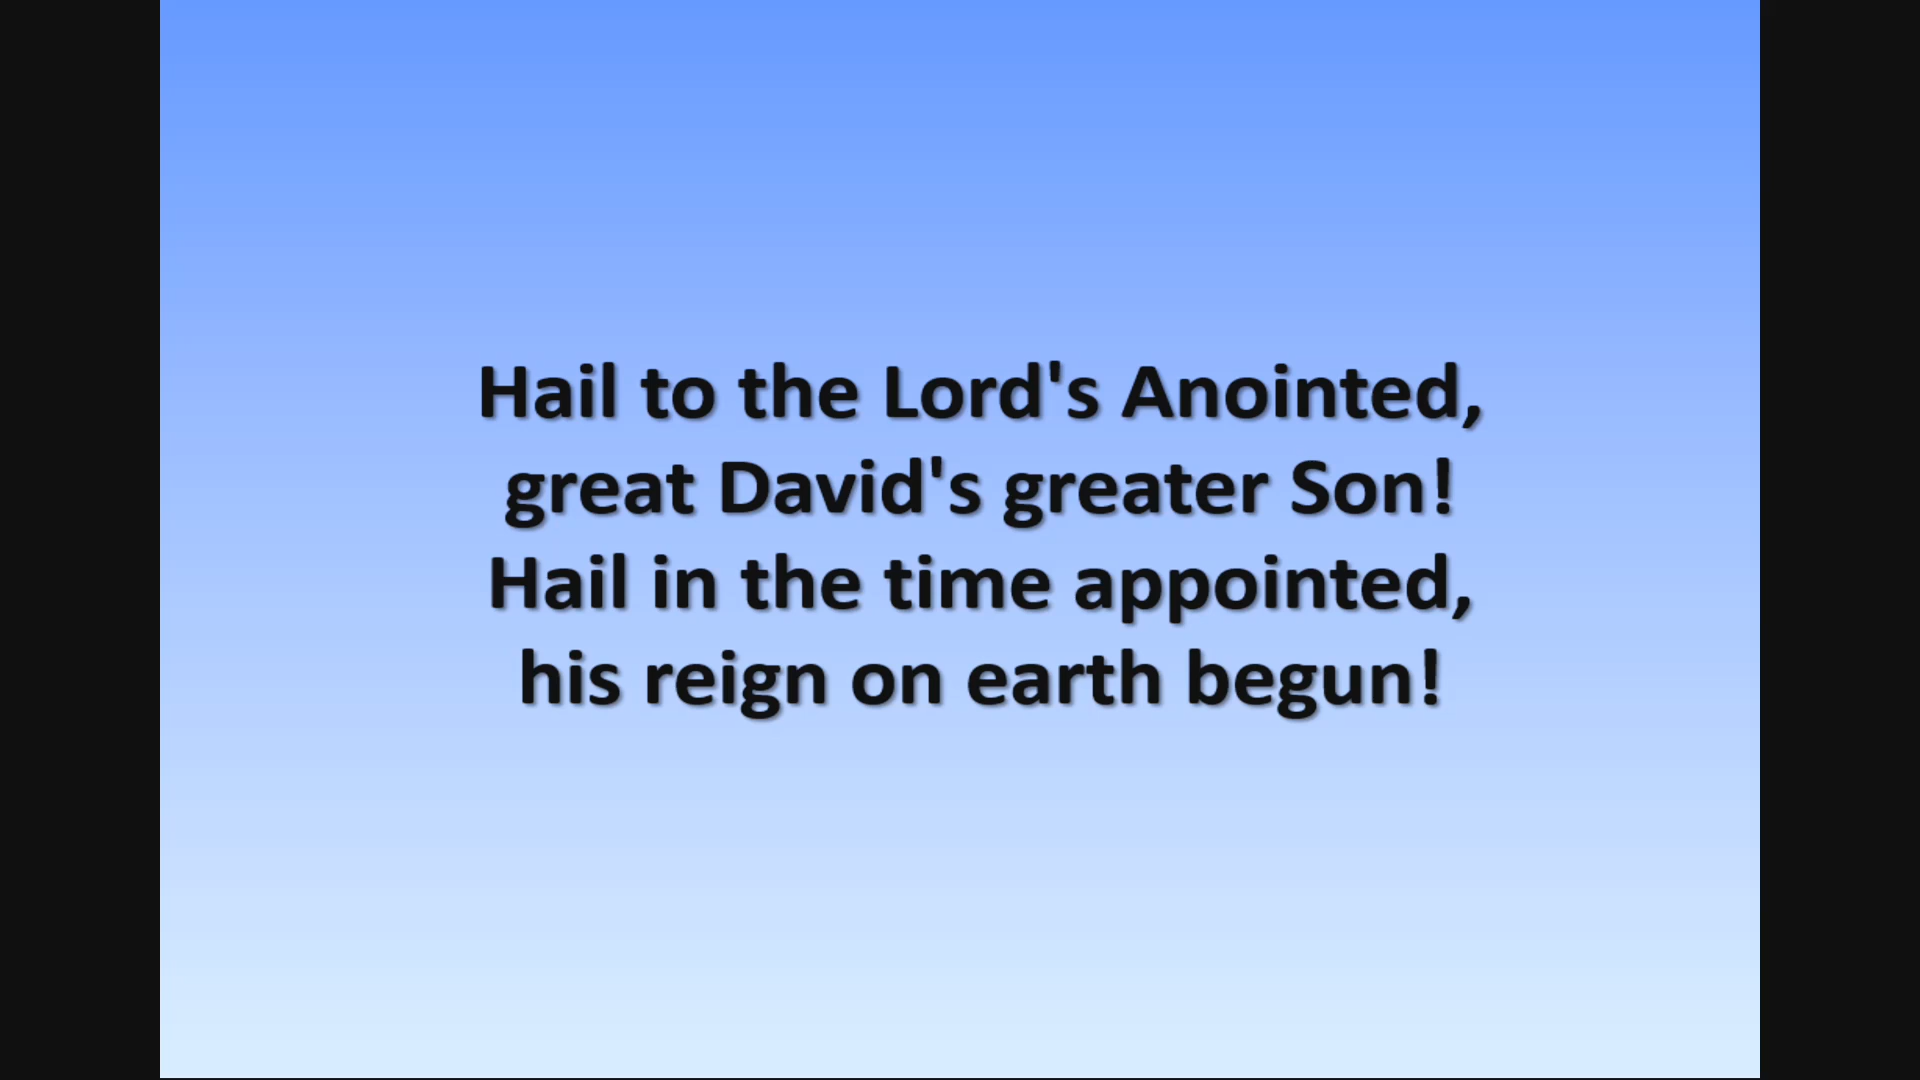 Hail to the Lord's Anointed,
great David's greater Son!
Hail in the time appointed,
his reign on earth begun!